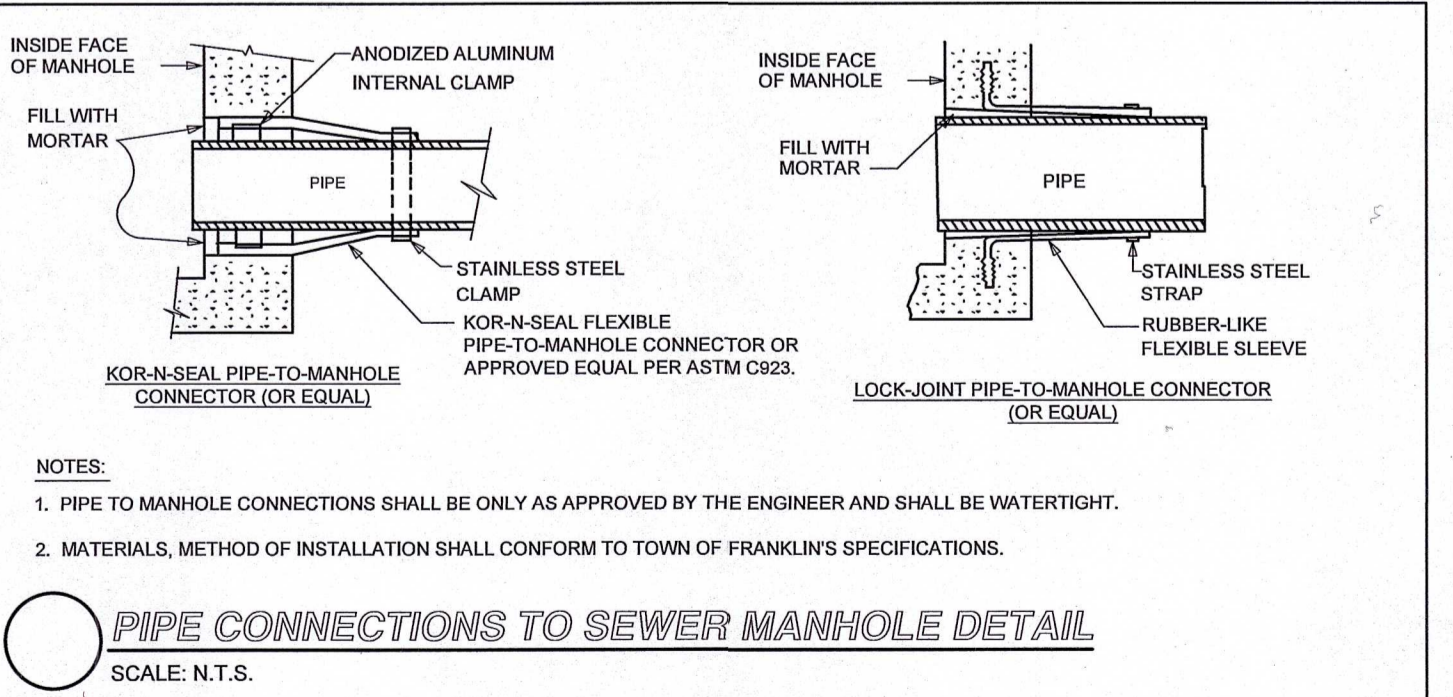 INSIDE FACE
OF MANHOLE
ANODIZED ALUMINUM
INTERNAL CLAMP
FILL WITH
MORTAR
PIPE
STAINLESS STEEL
CLAMP
KOR-N-SEAL FLEXIBLE
PIPE-TO-MANHOLE CONNECTOR OR
APPROVED EQUAL PER ASTM C923.
KOR-N-SEAL PIPE-TO-MANHOLE
CONNECTOR (OR EQUAL)
INSIDE FACE
OF MANHOLE
FILL WITH
MORTAR
PIPE
STAINLESS STEEL
STRAP
RUBBER-LIKE
FLEXIBLE SLEEVE
LOCK-JOINT PIPE-TO-MANHOLE CONNECTOR
(OR EQUAL)
NOTES:
1. PIPE TO MANHOLE CONNECTIONS SHALL BE ONLY AS APPROVED BY THE ENGINEER AND SHALL BE WATERTIGHT.
2. MATERIALS, METHOD OF INSTALLATION SHALL CONFORM TO TOWN OF FRANKLIN'S SPECIFICATIONS.
PIPE CONNECTIONS TO SEWER MANHOLE DETAIL
SCALE: N.T.S.